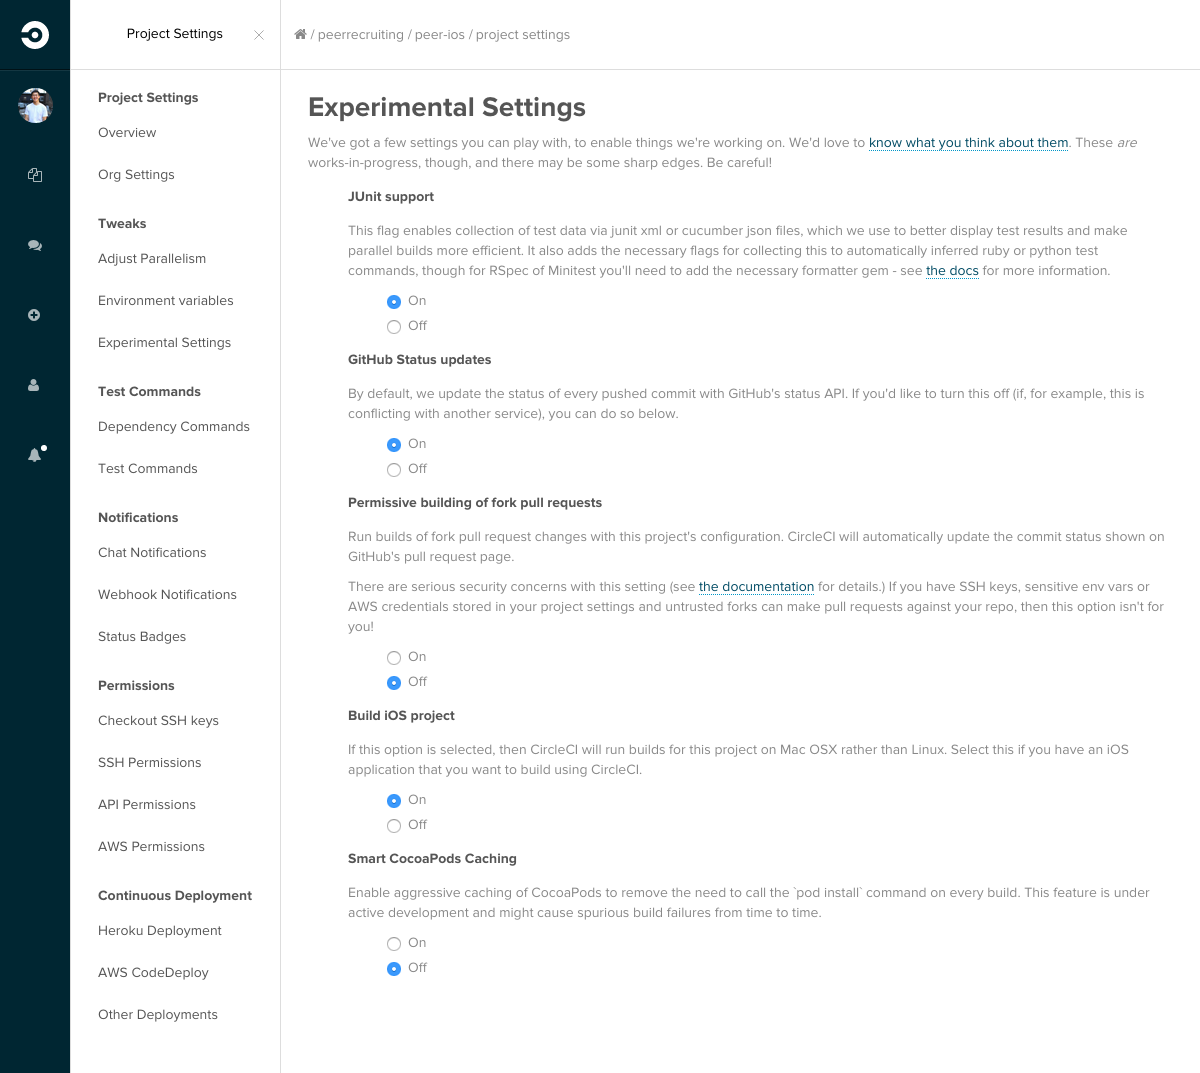 Project Settings
/ peerrecruiting / peer-ios / project settings
Project Settings
Overview
Org Settings
Tweaks
Adjust Parallelism
Environment variables
Experimental Settings
Test Commands
Dependency Commands
Test Commands
Notifications
Chat Notifications
Webhook Notifications
Status Badges
Permissions
Checkout SSH keys
SSH Permissions
API Permissions
AWS Permissions
Continuous Deployment
Heroku Deployment
AWS CodeDeploy
Other Deployments
Experimental Settings
We've got a few settings you can play with, to enable things we're working on. We'd love to know what you think about them. These are
works-in-progress, though, and there may be some sharp edges. Be careful!
JUnit support
This flag enables collection of test data via junit xml or cucumber json files, which we use to better display test results and make
parallel builds more efficient. It also adds the necessary flags for collecting this to automatically inferred ruby or python test
commands, though for RSpec of Minitest you'll need to add the necessary formatter gem - see the docs for more information.
On
Off
GitHub Status updates
By default, we update the status of every pushed commit with GitHub's status API. If you'd like to turn this off (if, for example, this is
conflicting with another service), you can do so below.
On
Off
Permissive building of fork pull requests
Run builds of fork pull request changes with this project's configuration. CircleCI will automatically update the commit status shown on
GitHub's pull request page.
There are serious security concerns with this setting (see the documentation for details.) If you have SSH keys, sensitive env vars or
AWS credentials stored in your project settings and untrusted forks can make pull requests against your repo, then this option isn't for
you!
On
Off
Build iOS project
If this option is selected, then CircleCI will run builds for this project on Mac OSX rather than Linux. Select this if you have an iOS
application that you want to build using CircleCI.
On
Off
Smart CocoaPods Caching
Enable aggressive caching of CocoaPods to remove the need to call the `pod install` command on every build. This feature is under
active development and might cause spurious build failures from time to time.
On
Off